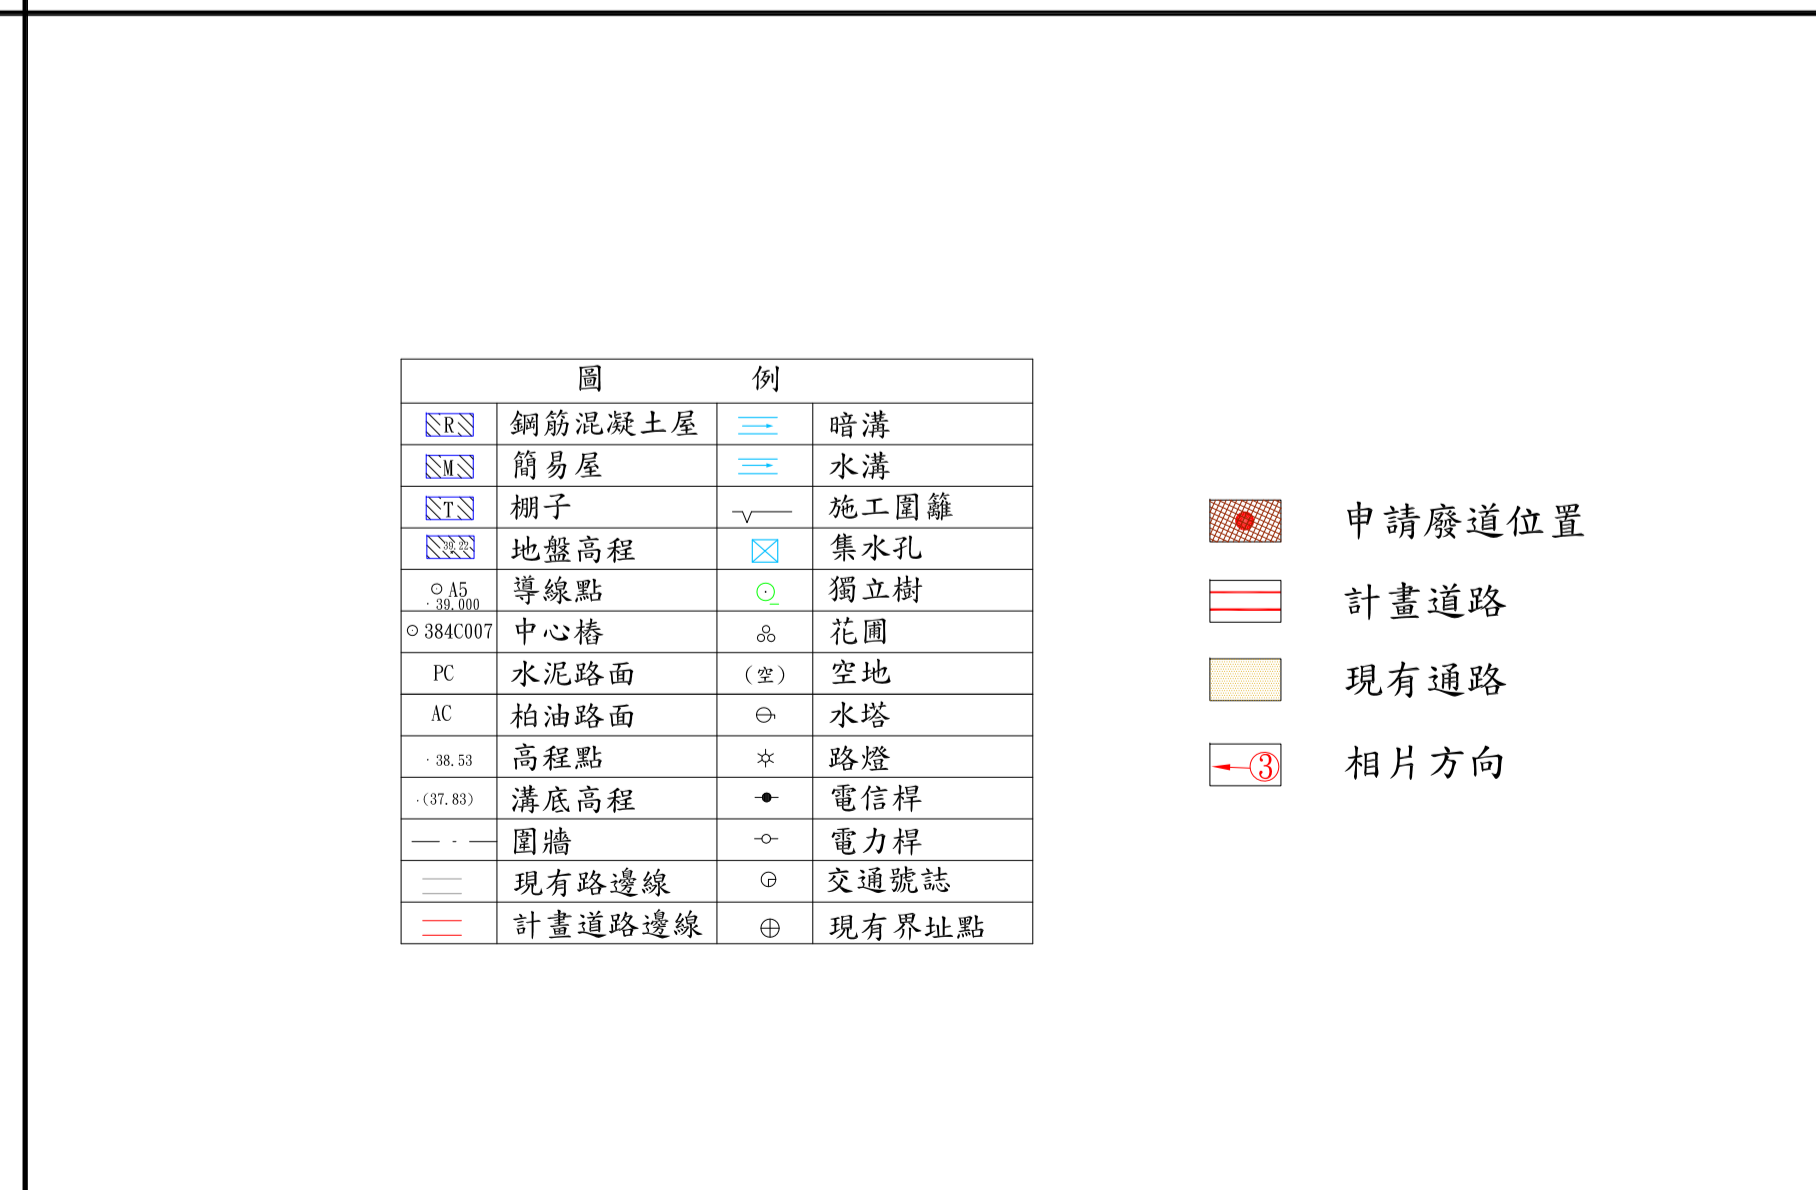 圖 例
R 鋼筋混凝土屋 暗溝
M 簡易屋 水溝
T 棚子 施工圍籬
39.22 地盤高程 集水孔
A5 39.000 導線點 獨立樹
384C007 中心樁 花圃
PC 水泥路面 (空) 空地
AC 柏油路面 水塔
38.53 高程點 路燈
(37.83) 溝底高程 電信桿
圍牆 電力桿
現有路邊線 交通號誌
計畫道路邊線 現有界址點
申請廢道位置
計畫道路
現有通路
③ 相片方向